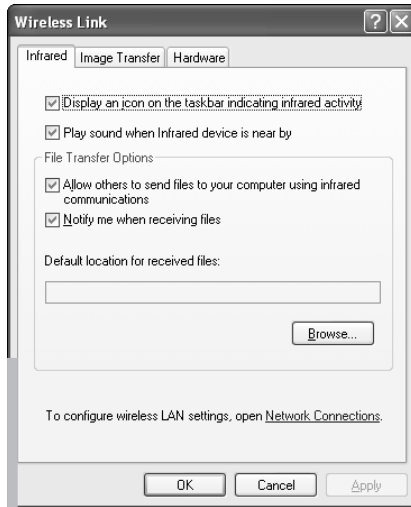 Wireless Link
Infrared Image Transfer Hardware
Display an icon on the taskbar indicating infrared activity
Play sound when Infrared device is near by
File Transfer Options
Allow others to send files to your computer using infrared
communications
Notify me when receiving files
Default location for received files:
Browse...
To configure wireless LAN settings, open Network Connections.
OK Cancel Apply